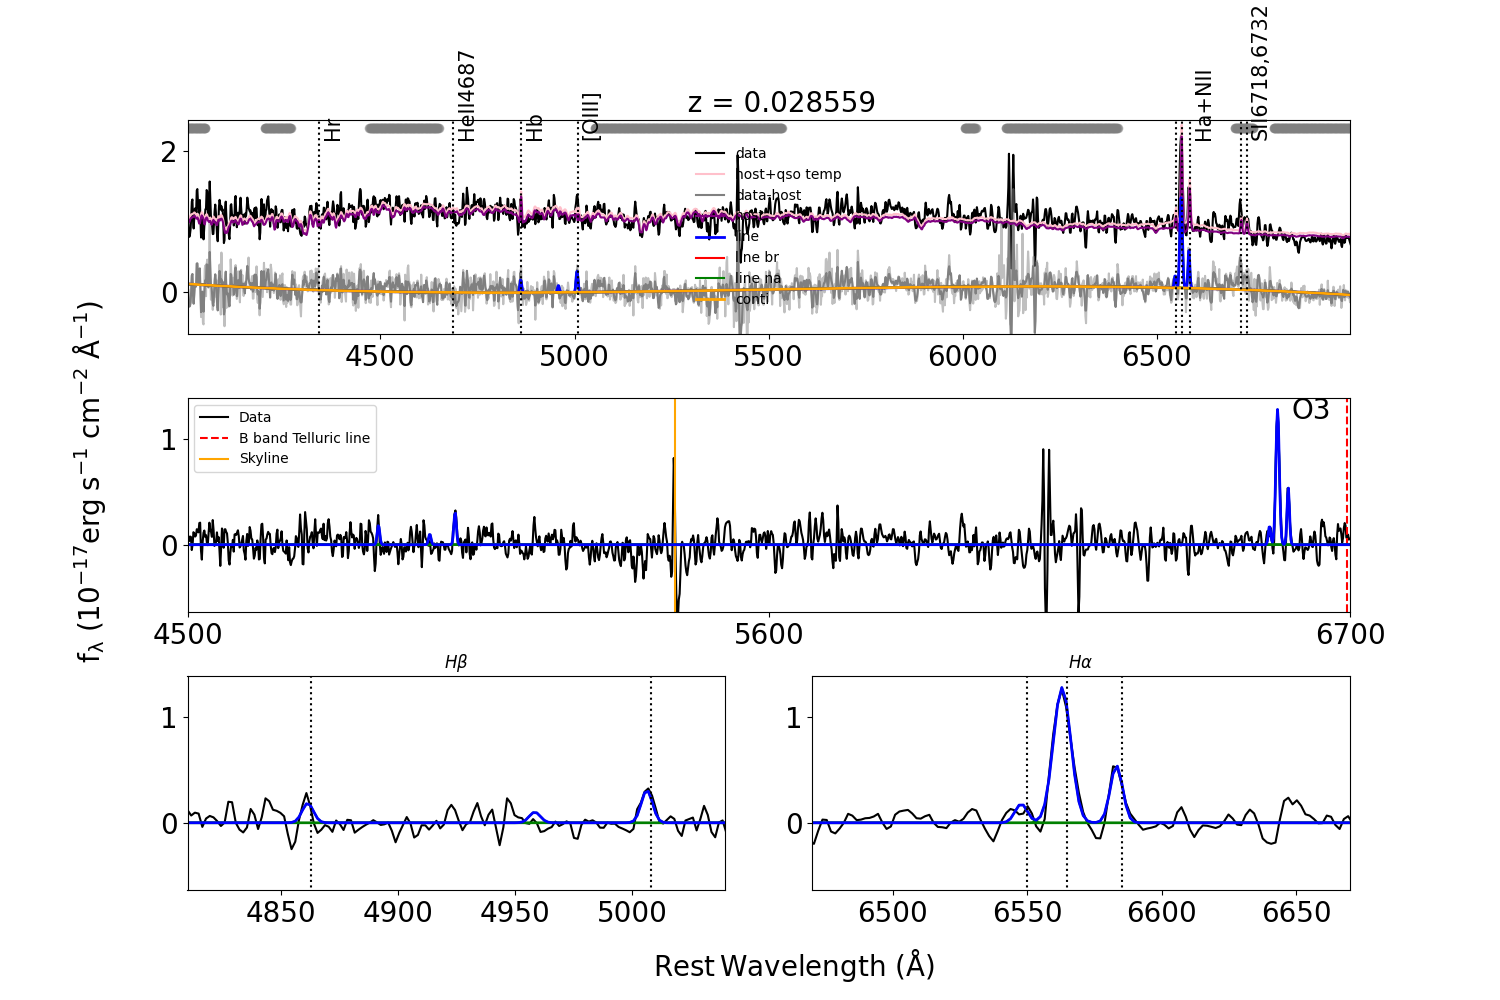 z = 0.028559
Hr
HeII4687
Hb
[OIII]
Ha+NII
SII6718,6732
data
host+qso temp
data-host
line
line br
line na
conti
2
0
4500
5000
5500
6000
6500
Data
B band Telluric line
Skyline
O3
1
0
4500
5600
6700
fλ (10−17erg s−1 cm−2 Å−1)
Hβ
1
0
4850
4900
4950
5000
Hα
1
0
6500
6550
6600
6650
Rest Wavelength (Å)